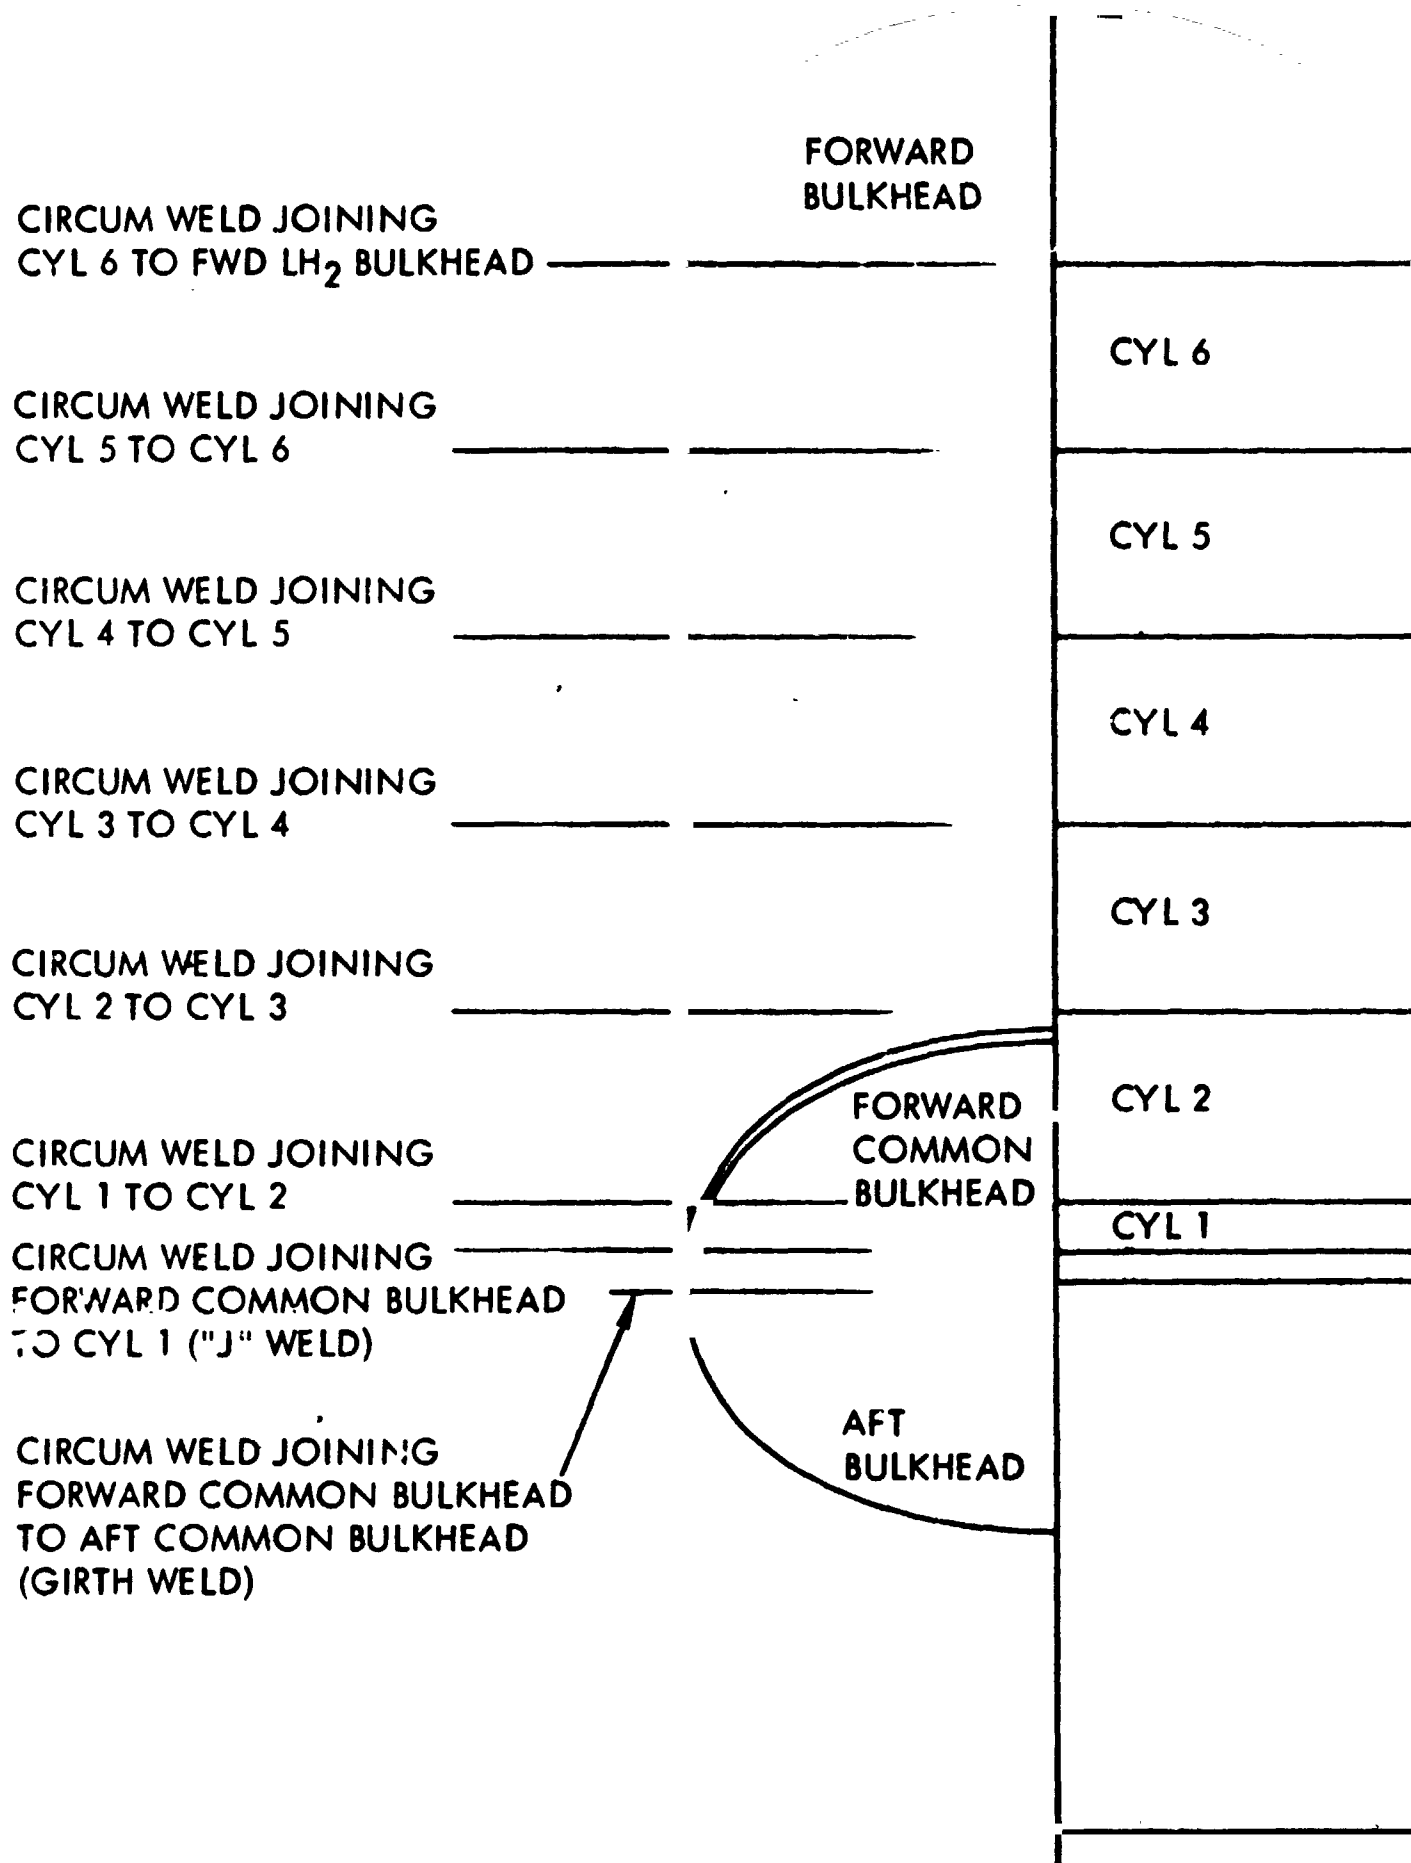 FORWARD
BULKHEAD
CIRCUM WELD JOINING
CYL 6 TO FWD LH₂ BULKHEAD
CYL 6
CIRCUM WELD JOINING
CYL 5 TO CYL 6
CYL 5
CIRCUM WELD JOINING
CYL 4 TO CYL 5
CYL 4
CIRCUM WELD JOINING
CYL 3 TO CYL 4
CYL 3
CIRCUM WELD JOINING
CYL 2 TO CYL 3
CYL 2
FORWARD
COMMON
BULKHEAD
CIRCUM WELD JOINING
CYL 1 TO CYL 2
CYL 1
CIRCUM WELD JOINING
FORWARD COMMON BULKHEAD
TO CYL 1 ("J" WELD)
AFT
BULKHEAD
CIRCUM WELD JOINING
FORWARD COMMON BULKHEAD
TO AFT COMMON BULKHEAD
(GIRTH WELD)